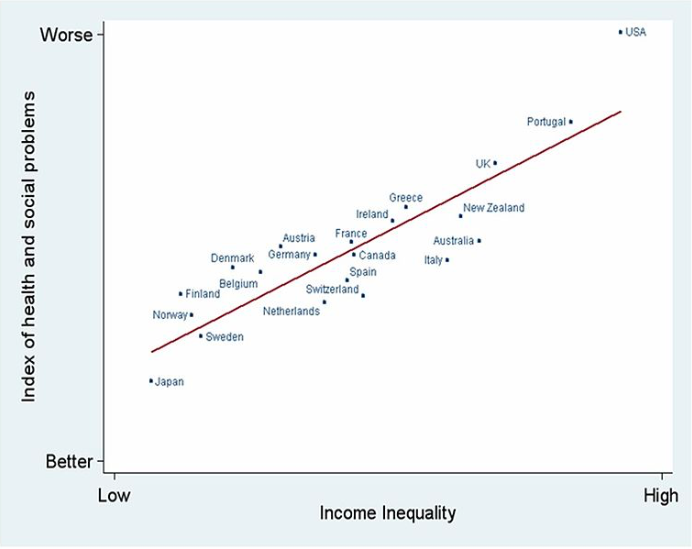 Worse
USA
Portugal
UK
Greece
New Zealand
Ireland
Austria
France
Australia
Germany
Canada
Denmark
Italy
Spain
Belgium
Switzerland
Finland
Netherlands
Norway
Sweden
Japan
Better
Index of health and social problems
Low
High
Income Inequality